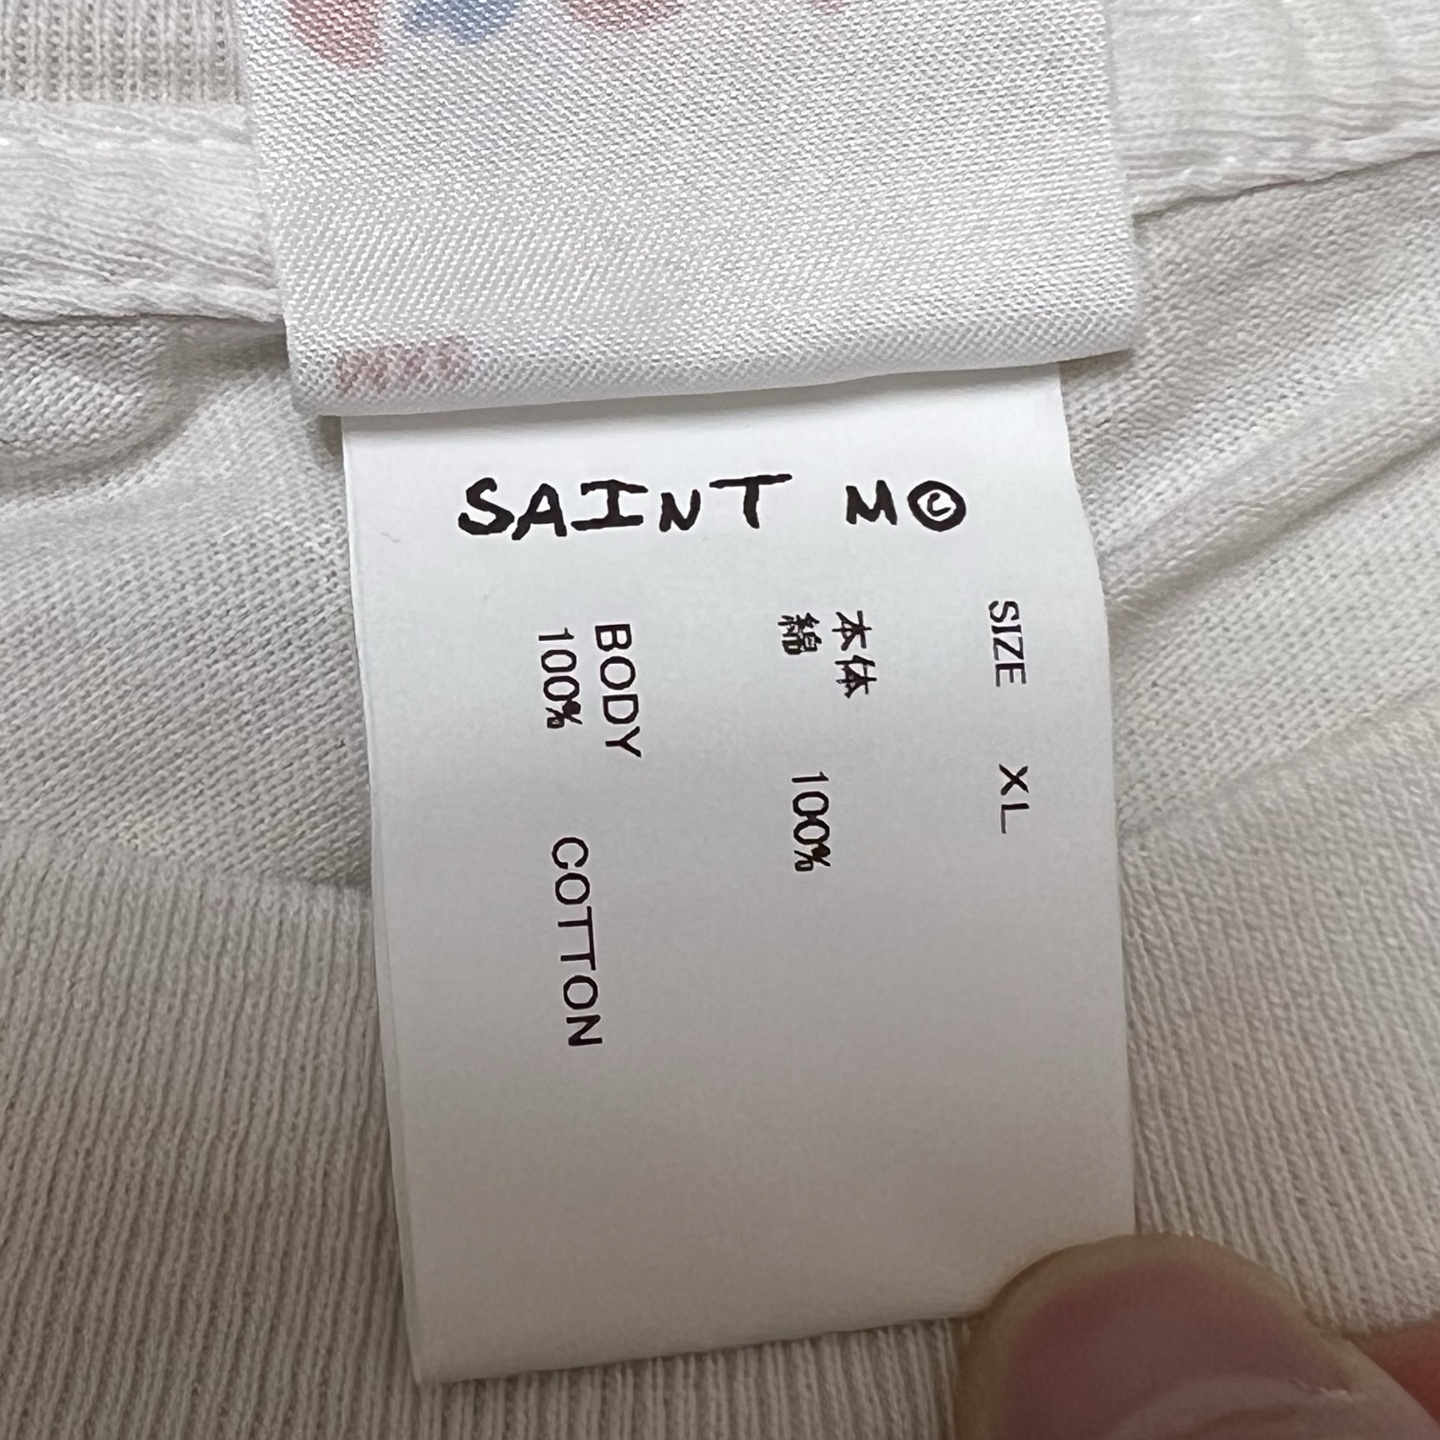 SAINT M©
SIZE XL
本体
綿 100%
BODY
100% COTTON